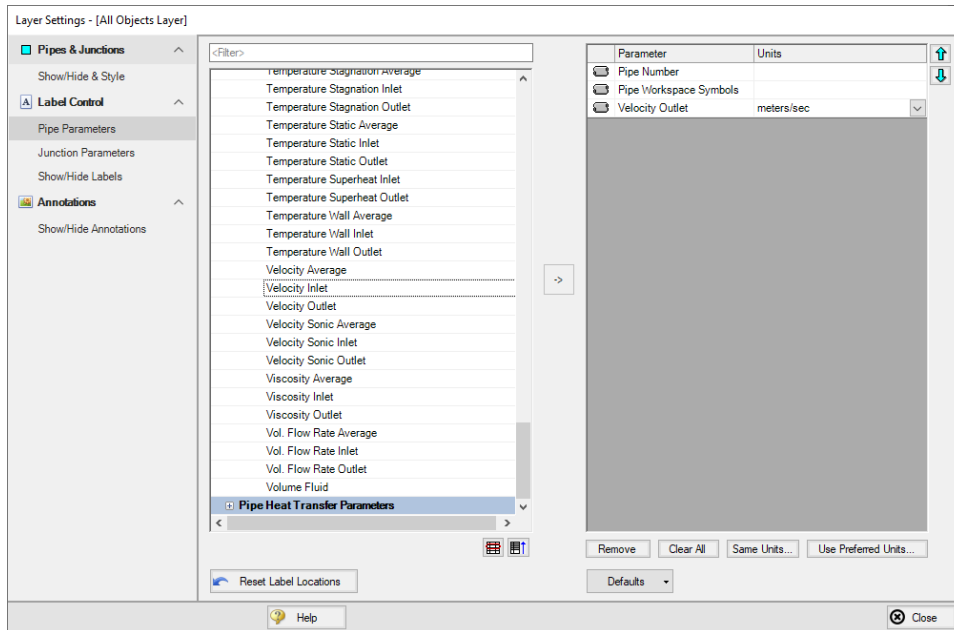 Layer Settings - [All Objects Layer]
Pipes & Junctions
Show/Hide & Style
A Label Control
Pipe Parameters
Junction Parameters
Show/Hide Labels
Annotations
Show/Hide Annotations
<Filter>
Temperature Stagnation Average
Temperature Stagnation Inlet
Temperature Stagnation Outlet
Temperature Static Average
Temperature Static Inlet
Temperature Static Outlet
Temperature Superheat Inlet
Temperature Superheat Outlet
Temperature Wall Average
Temperature Wall Inlet
Temperature Wall Outlet
Velocity Average
Velocity Inlet
Velocity Outlet
Velocity Sonic Average
Velocity Sonic Inlet
Velocity Sonic Outlet
Viscosity Average
Viscosity Inlet
Viscosity Outlet
Vol. Flow Rate Average
Vol. Flow Rate Inlet
Vol. Flow Rate Outlet
Volume Fluid
Pipe Heat Transfer Parameters
Reset Label Locations
->
Parameter Units
Pipe Number
Pipe Workspace Symbols
Velocity Outlet meters/sec
Remove Clear All Same Units... Use Preferred Units...
Defaults
Help
Close